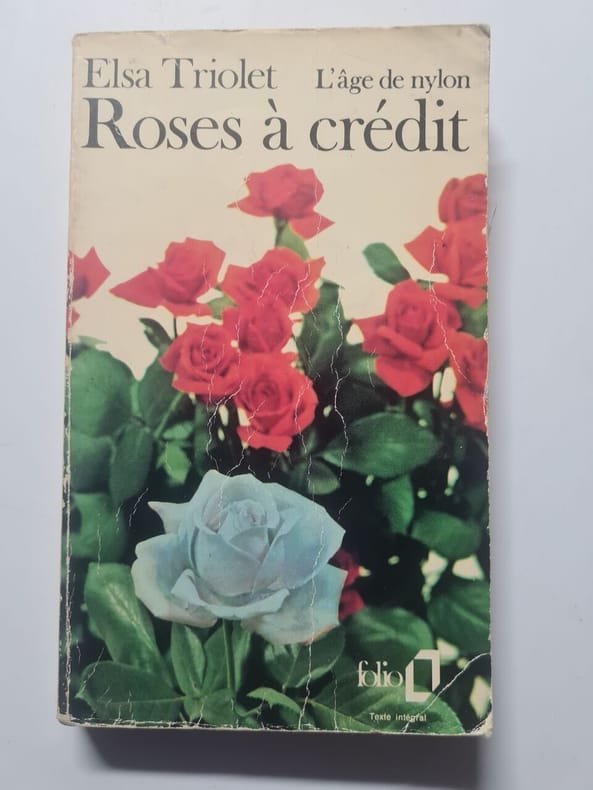 Elsa Triolet L'âge de nylon
Roses à crédit
folio
Texte intégral